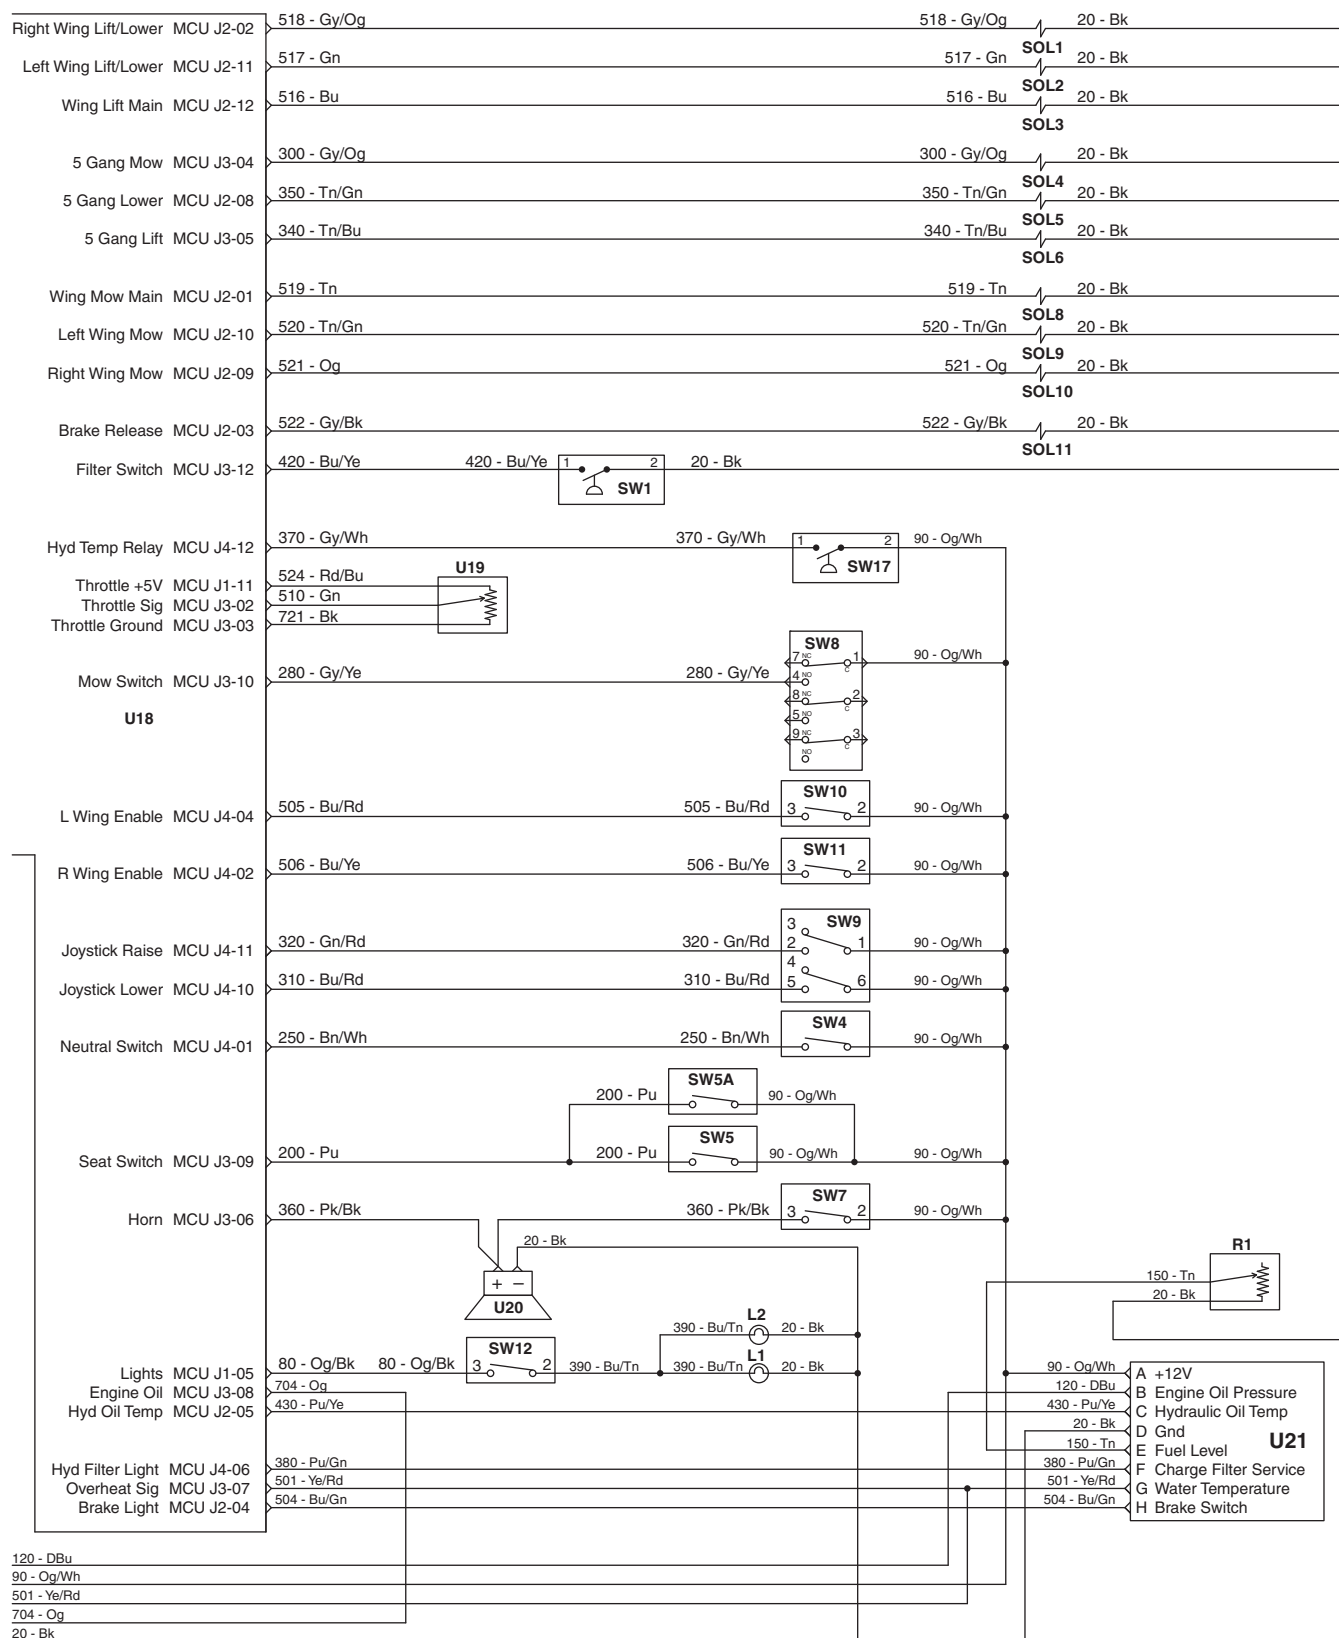 Right Wing Lift/Lower MCU J2-02 518 - Gy/Og 518 - Gy/Og 20 - Bk
SOL1
Left Wing Lift/Lower MCU J2-11 517 - Gn 517 - Gn 20 - Bk
SOL2
Wing Lift Main MCU J2-12 516 - Bu 516 - Bu 20 - Bk
SOL3
5 Gang Mow MCU J3-04 300 - Gy/Og 300 - Gy/Og 20 - Bk
SOL4
5 Gang Lower MCU J2-08 350 - Tn/Gn 350 - Tn/Gn 20 - Bk
SOL5
5 Gang Lift MCU J3-05 340 - Tn/Bu 340 - Tn/Bu 20 - Bk
SOL6
Wing Mow Main MCU J2-01 519 - Tn 519 - Tn 20 - Bk
SOL8
Left Wing Mow MCU J2-10 520 - Tn/Gn 520 - Tn/Gn 20 - Bk
SOL9
Right Wing Mow MCU J2-09 521 - Og 521 - Og 20 - Bk
SOL10
Brake Release MCU J2-03 522 - Gy/Bk 522 - Gy/Bk 20 - Bk
SOL11
Filter Switch MCU J3-12 420 - Bu/Ye 420 - Bu/Ye 1 2 20 - Bk
SW1
Hyd Temp Relay MCU J4-12 370 - Gy/Wh 370 - Gy/Wh 1 2 90 - Og/Wh
SW17
U19
Throttle +5V MCU J1-11 524 - Rd/Bu
Throttle Sig MCU J3-02 510 - Gn
Throttle Ground MCU J3-03 721 - Bk
SW8
7 NC 1 C 90 - Og/Wh
Mow Switch MCU J3-10 280 - Gy/Ye 280 - Gy/Ye 4 NO
8 NC 2 C
U18
5 NO
9 NC 3 C
NO
SW10
L Wing Enable MCU J4-04 505 - Bu/Rd 505 - Bu/Rd 3 2 90 - Og/Wh
SW11
R Wing Enable MCU J4-02 506 - Bu/Ye 506 - Bu/Ye 3 2 90 - Og/Wh
3 SW9
Joystick Raise MCU J4-11 320 - Gn/Rd 320 - Gn/Rd 2 1 90 - Og/Wh
4
Joystick Lower MCU J4-10 310 - Bu/Rd 310 - Bu/Rd 5 6 90 - Og/Wh
SW4
Neutral Switch MCU J4-01 250 - Bn/Wh 250 - Bn/Wh 90 - Og/Wh
SW5A
200 - Pu 90 - Og/Wh
SW5
Seat Switch MCU J3-09 200 - Pu 200 - Pu 90 - Og/Wh 90 - Og/Wh
SW7
Horn MCU J3-06 360 - Pk/Bk 360 - Pk/Bk 3 2 90 - Og/Wh
20 - Bk
R1
150 - Tn
20 - Bk
+ −
U20
L2
390 - Bu/Tn 20 - Bk
SW12
L1
Lights MCU J1-05 80 - Og/Bk 80 - Og/Bk 3 2 390 - Bu/Tn 390 - Bu/Tn 20 - Bk 90 - Og/Wh A +12V
Engine Oil MCU J3-08 704 - Og 120 - DBu B Engine Oil Pressure
Hyd Oil Temp MCU J2-05 430 - Pu/Ye 430 - Pu/Ye C Hydraulic Oil Temp
20 - Bk D Gnd
U21
150 - Tn E Fuel Level
Hyd Filter Light MCU J4-06 380 - Pu/Gn 380 - Pu/Gn F Charge Filter Service
Overheat Sig MCU J3-07 501 - Ye/Rd 501 - Ye/Rd G Water Temperature
Brake Light MCU J2-04 504 - Bu/Gn 504 - Bu/Gn H Brake Switch
120 - DBu
90 - Og/Wh
501 - Ye/Rd
704 - Og
20 - Bk